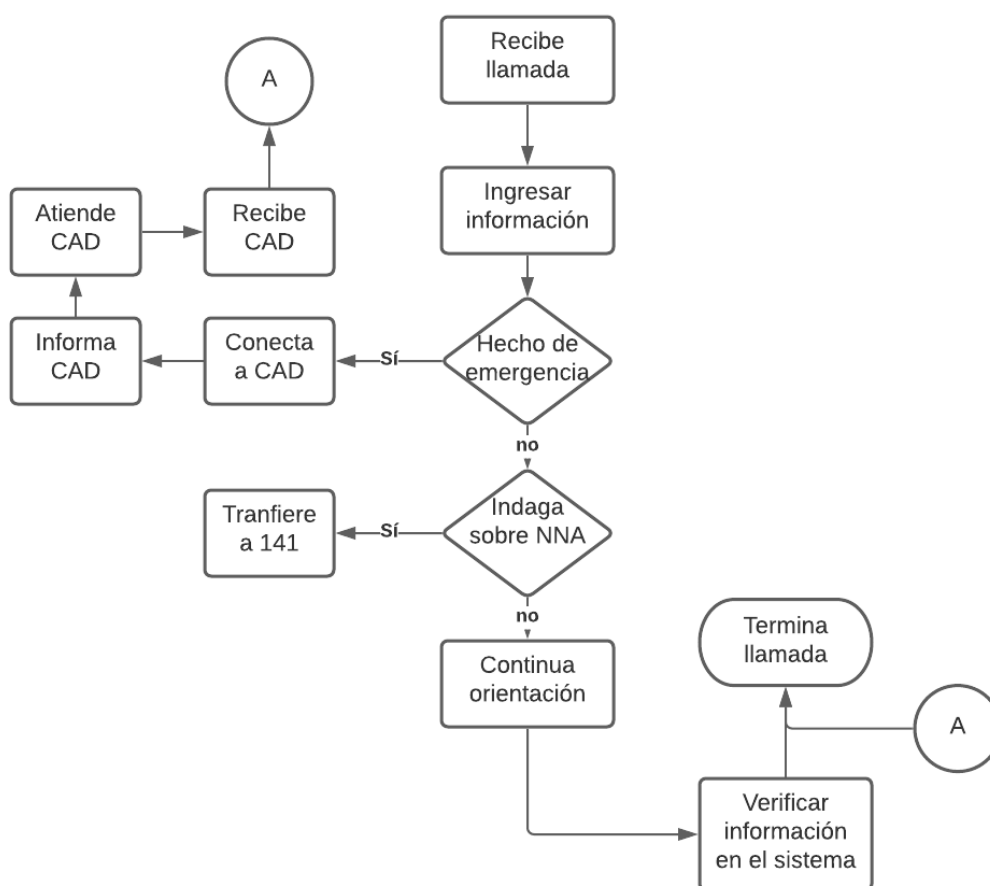 Recibe
llamada
A
Ingresar
información
Atiende
CAD
Recibe
CAD
Hecho de
emergencia
Sí
Conecta
a CAD
Informa
CAD
no
Indaga
sobre NNA
Sí
Tranfiere
a 141
no
Continua
orientación
Termina
llamada
A
Verificar
información
en el sistema